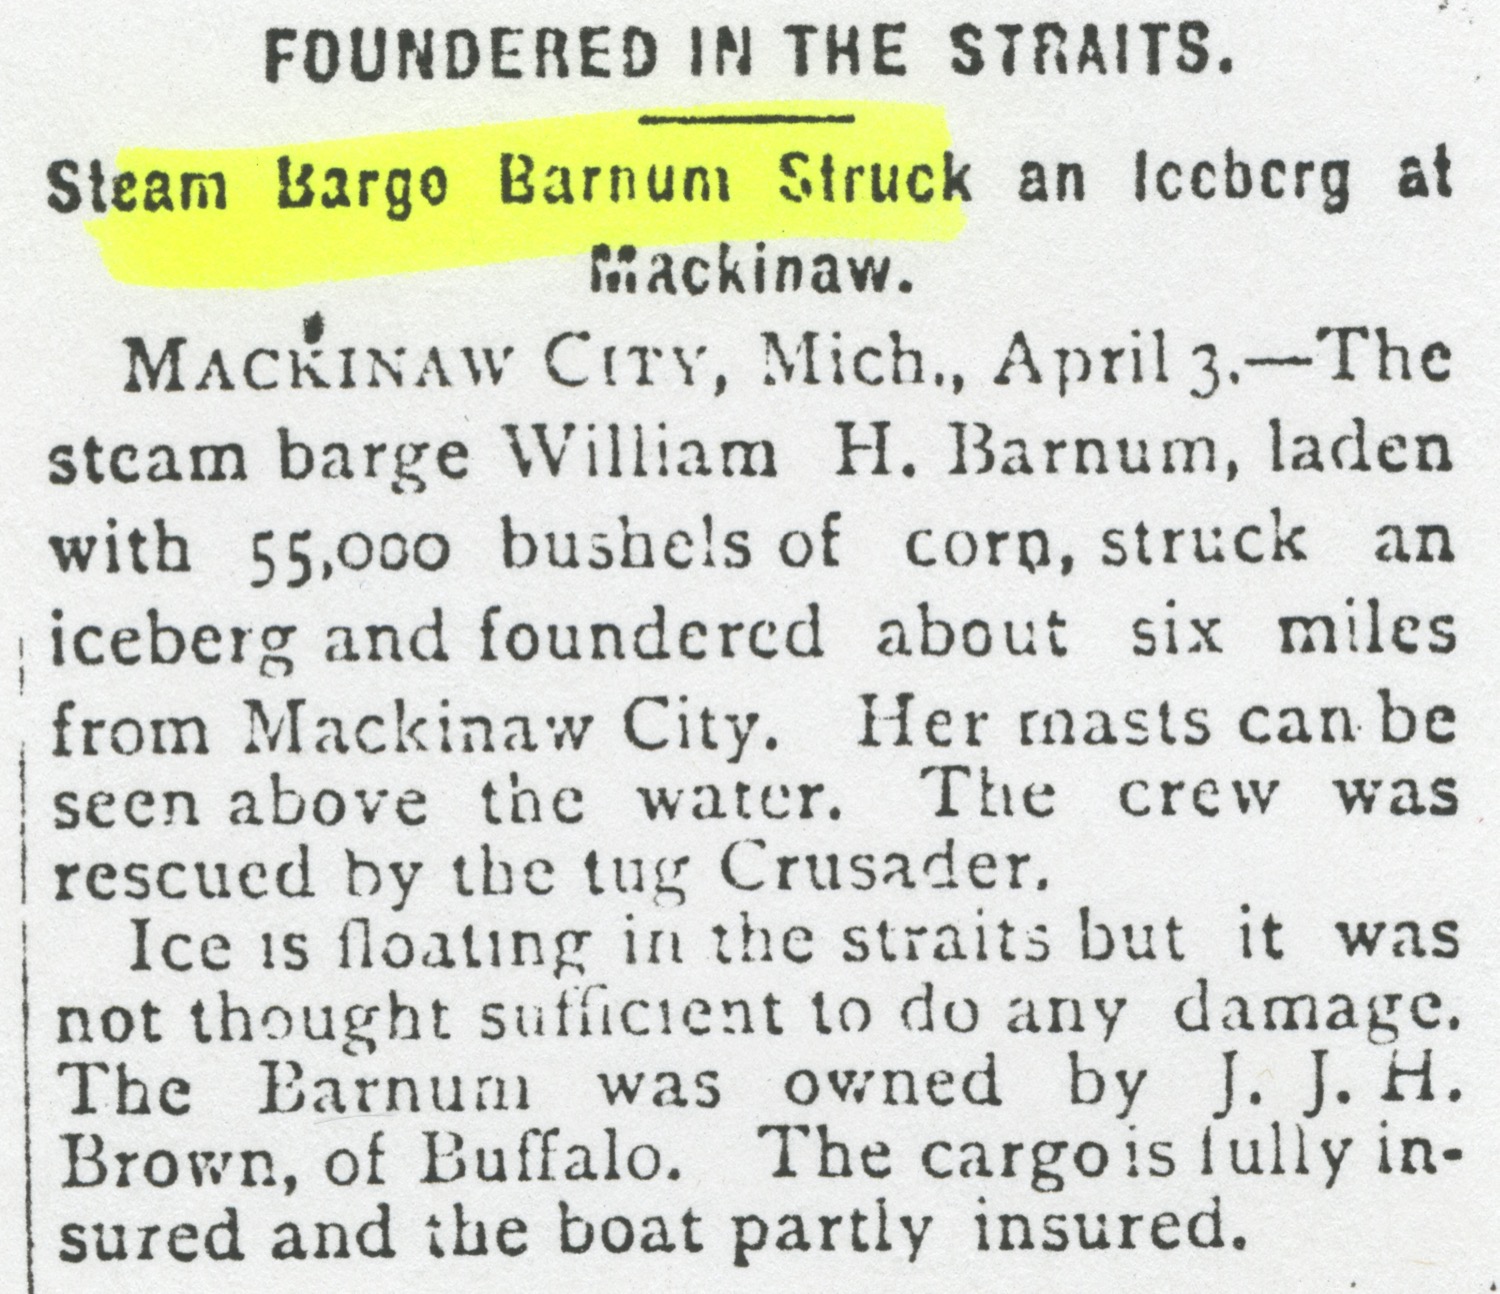 FOUNDERED IN THE STRAITS.
Steam Barge Barnum Struck an Iceberg at
Mackinaw.
MACKINAW CITY, Mich., April 3.—The
steam barge William H. Barnum, laden
with 55,000 bushels of corn, struck an
iceberg and foundered about six miles
from Mackinaw City. Her masts can be
seen above the water. The crew was
rescued by the tug Crusader.
Ice is floating in the straits but it was
not thought sufficient to do any damage.
The Barnum was owned by J. J. H.
Brown, of Buffalo. The cargo is fully in-
sured and the boat partly insured.